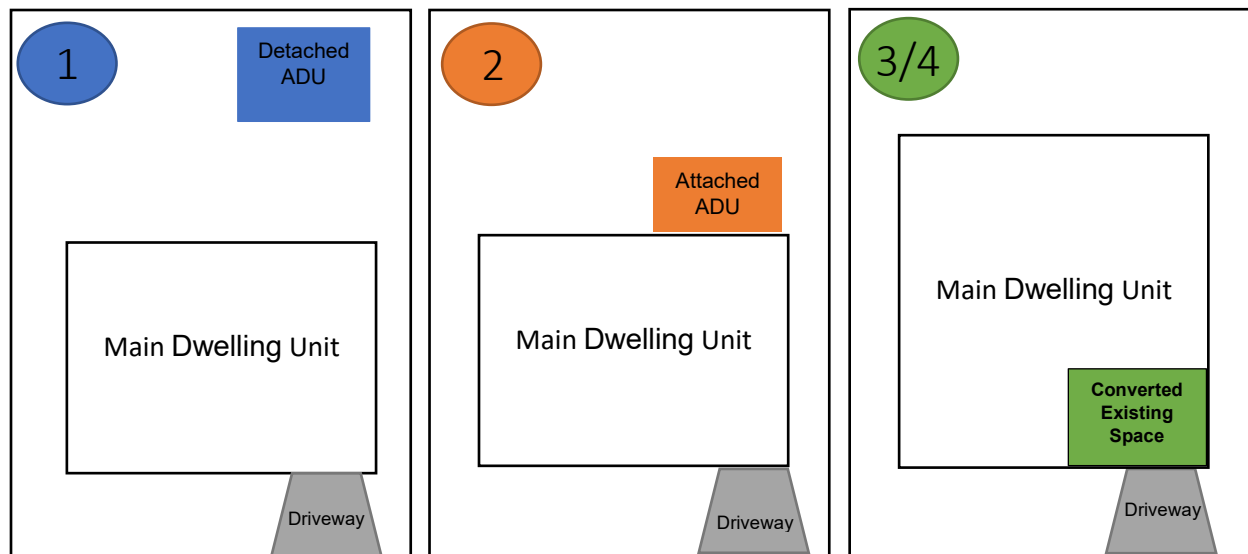 1
Detached
ADU
Main Dwelling Unit
Driveway
2
Attached
ADU
Main Dwelling Unit
Driveway
3/4
Main Dwelling Unit
Converted
Existing
Space
Driveway